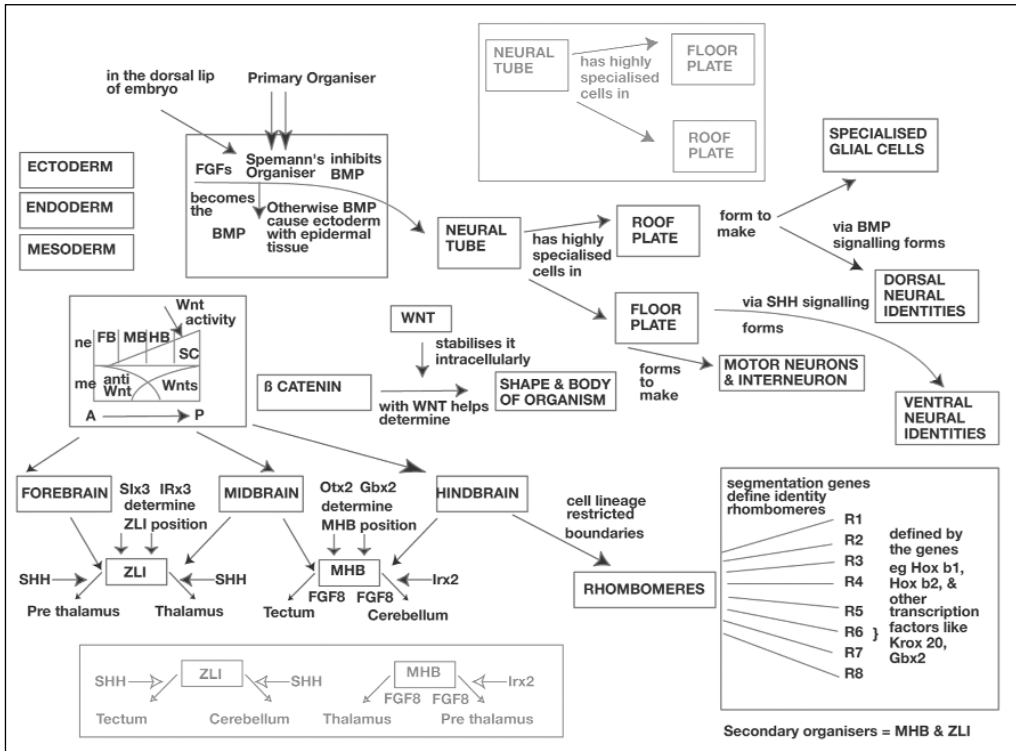 NEURAL
TUBE
has highly
specialised
cells in
FLOOR
PLATE
ROOF
PLATE
in the dorsal lip
of embryo
Primary Organiser
ECTODERM
ENDODERM
MESODERM
FGFs
Spemann's
Organiser
inhibits
BMP
becomes
the
BMP
Otherwise BMP
cause ectoderm
with epidermal
tissue
NEURAL
TUBE
has highly
specialised
cells in
ROOF
PLATE
form to
make
SPECIALISED
GLIAL CELLS
via BMP
signalling forms
DORSAL
NEURAL
IDENTITIES
FLOOR
PLATE
via SHH signalling
forms
forms
to
make
MOTOR NEURONS
& INTERNEURON
VENTRAL
NEURAL
IDENTITIES
Wnt
activity
ne FB MB HB
SC
me anti
Wnt
Wnts
A P
WNT
stabilises it
intracellularly
ß CATENIN
with WNT helps
determine
SHAPE & BODY
OF ORGANISM
FOREBRAIN
SIx3 IRx3
determine
ZLI position
MIDBRAIN
Otx2 Gbx2
determine
MHB position
HINDBRAIN
SHH
ZLI
SHH
Pre thalamus
Thalamus
MHB
Irx2
FGF8
Tectum
Cerebellum
cell lineage
restricted
boundaries
RHOMBOMERES
segmentation genes
define identity
rhombomeres
R1
R2
R3
R4
R5
R6 }
R7
R8
defined by
the genes
eg Hox b1,
Hox b2, &
other
transcription
factors like
Krox 20,
Gbx2
SHH
ZLI
SHH
Tectum
Cerebellum
MHB
Irx2
FGF8 FGF8
Thalamus
Pre thalamus
Secondary organisers = MHB & ZLI